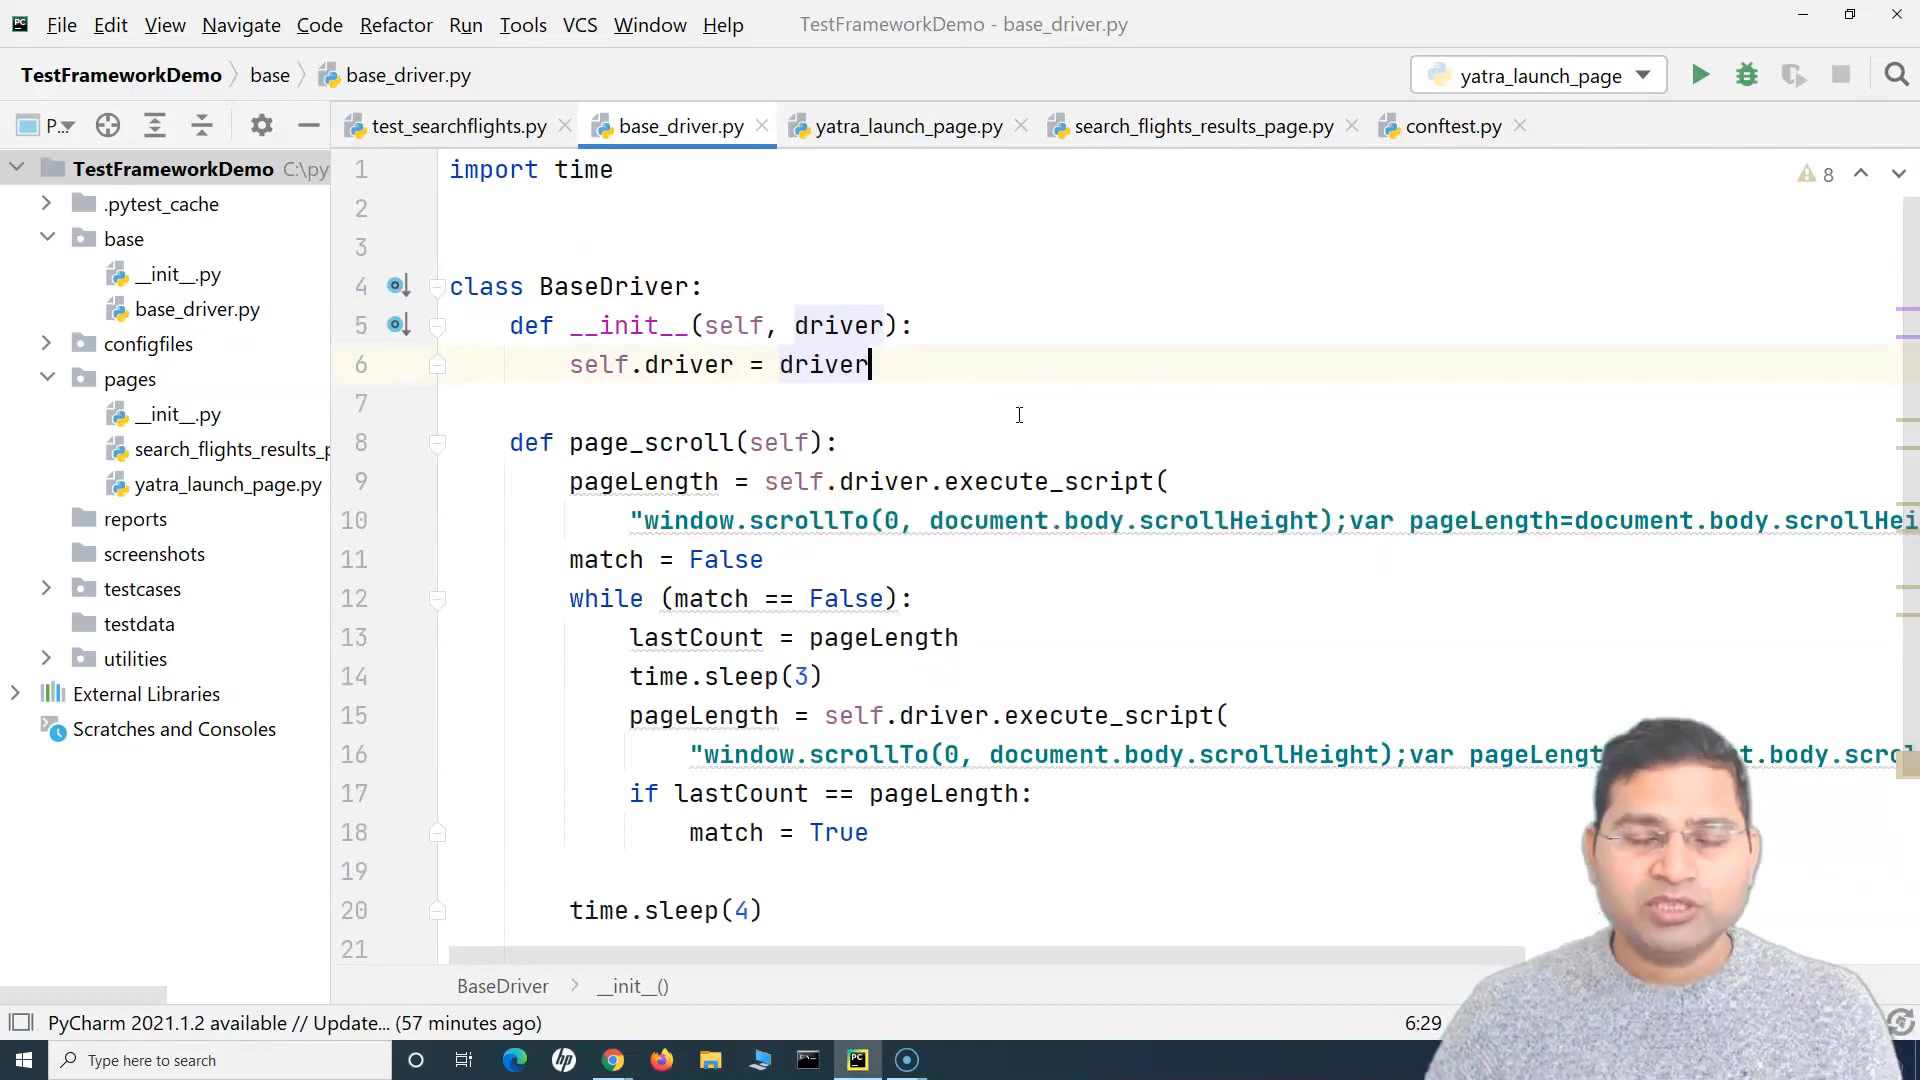 File Edit View Navigate Code Refactor Run Tools VCS Window Help TestFrameworkDemo - base_driver.py
TestFrameworkDemo base base_driver.py yatra_launch_page
P... test_searchflights.py base_driver.py yatra_launch_page.py search_flights_results_page.py conftest.py
TestFrameworkDemo C:\py
.pytest_cache
base
__init__.py
base_driver.py
configfiles
pages
__init__.py
search_flights_results_p
yatra_launch_page.py
reports
screenshots
testcases
testdata
utilities
External Libraries
Scratches and Consoles
8
1 import time
2
3
4 class BaseDriver:
5 def __init__(self, driver):
6 self.driver = driver
7
8 def page_scroll(self):
9 pageLength = self.driver.execute_script(
10 "window.scrollTo(0, document.body.scrollHeight);var pageLength=document.body.scrollHei
11 match = False
12 while (match == False):
13 lastCount = pageLength
14 time.sleep(3)
15 pageLength = self.driver.execute_script(
16 "window.scrollTo(0, document.body.scrollHeight);var pageLengt t.body.scro
17 if lastCount == pageLength:
18 match = True
19
20 time.sleep(4)
21
BaseDriver __init__()
PyCharm 2021.1.2 available // Update... (57 minutes ago) 6:29
Type here to search